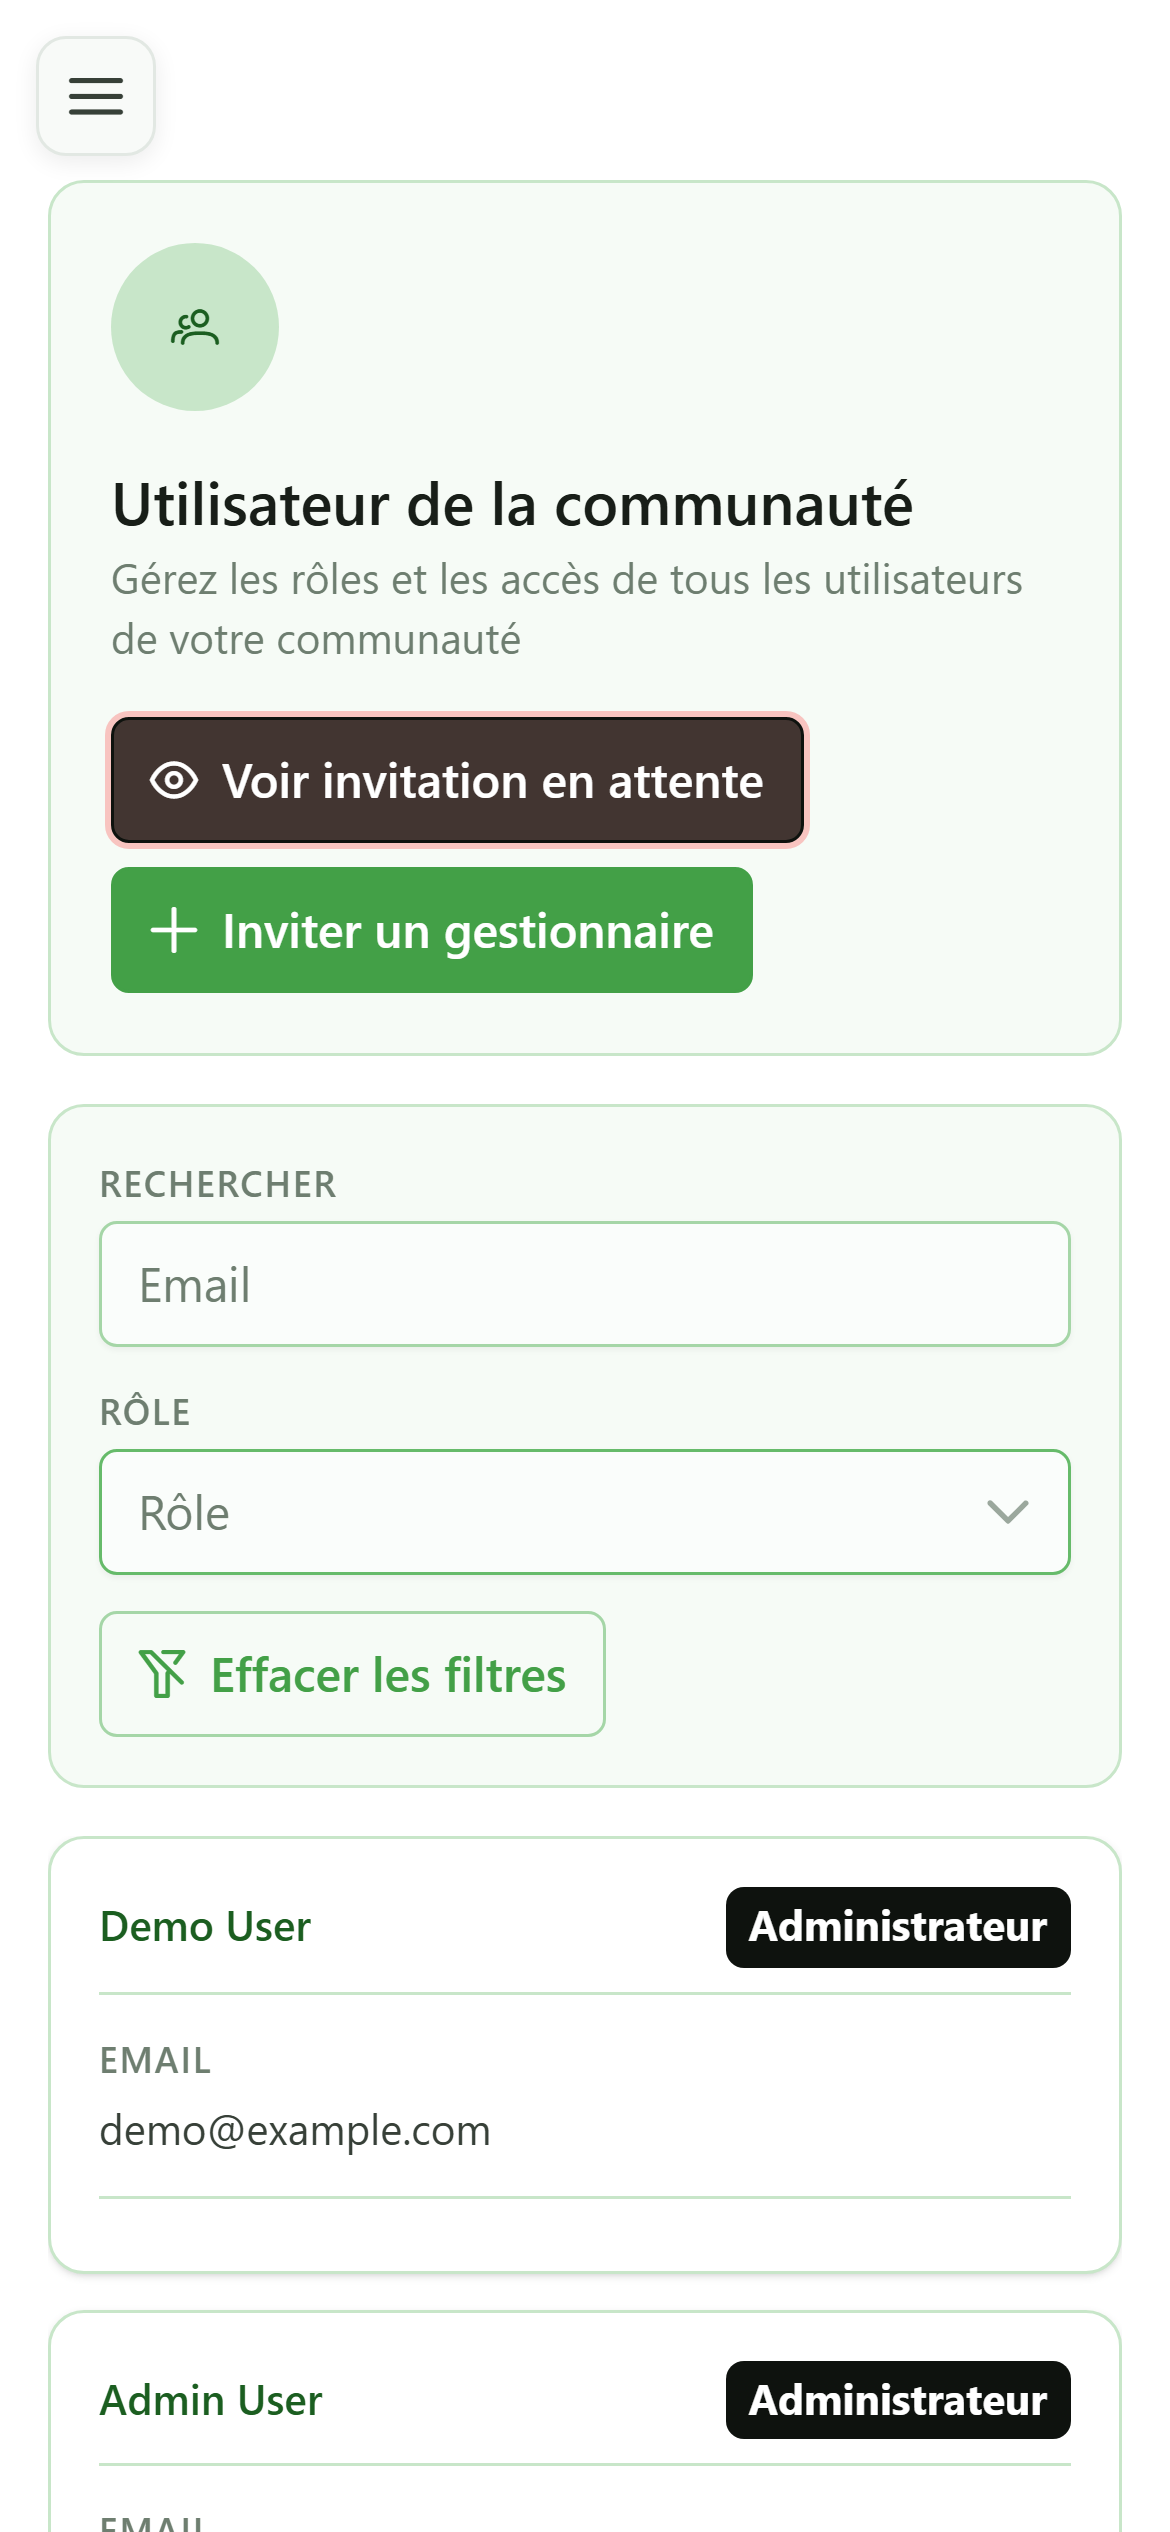 Utilisateur de la communauté
Gérez les rôles et les accès de tous les utilisateurs
de votre communauté
Voir invitation en attente
Inviter un gestionnaire
RECHERCHER
Email
RÔLE
Rôle
Effacer les filtres
Demo User
Administrateur
EMAIL
demo@example.com
Admin User
Administrateur
EMAIL